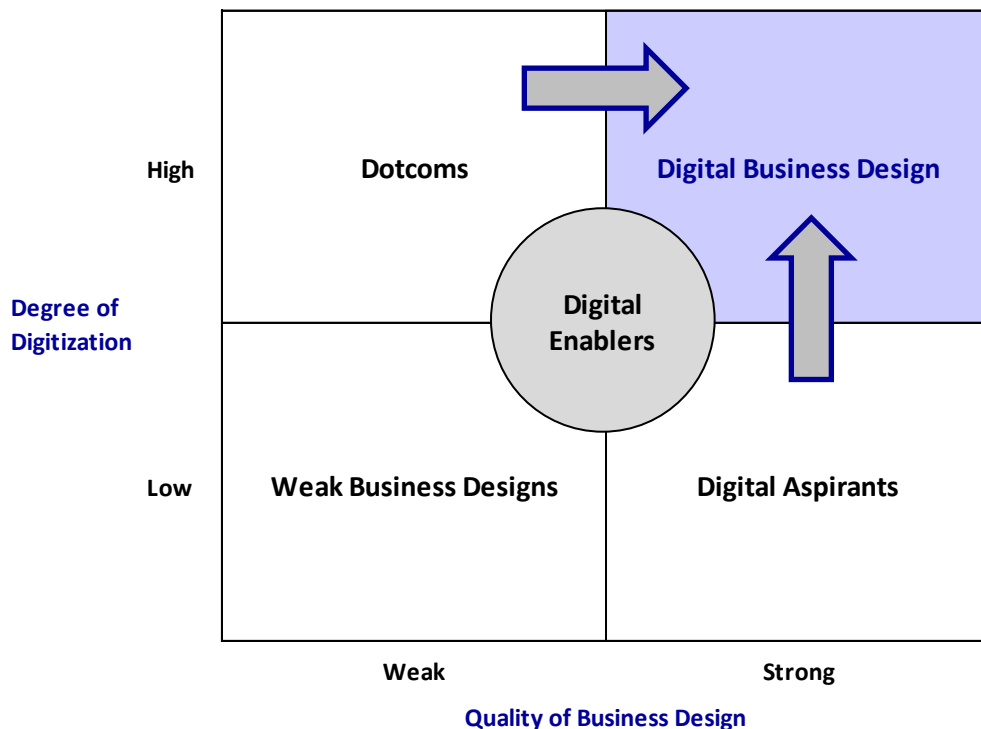 High
Dotcoms
Digital Business Design
Degree of
Digitization
Digital
Enablers
Low
Weak Business Designs
Digital Aspirants
Weak
Strong
Quality of Business Design